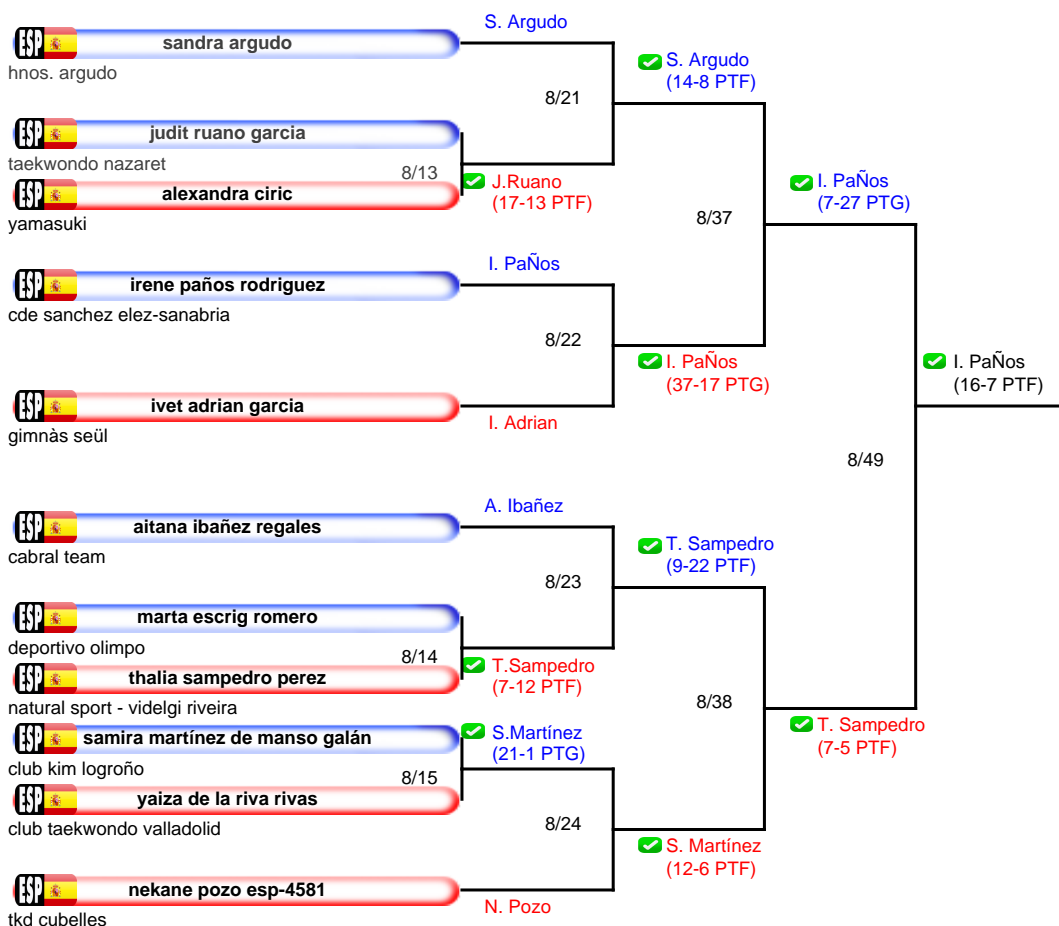 S. Argudo
ESP sandra argudo
hnos. argudo
S. Argudo
(14-8 PTF)
8/21
ESP judit ruano garcia
taekwondo nazaret
8/13
ESP alexandra ciric
yamasuki
J.Ruano
(17-13 PTF)
I. PaÑos
(7-27 PTG)
8/37
I. PaÑos
ESP irene paños rodriguez
cde sanchez elez-sanabria
8/22
I. PaÑos
(37-17 PTG)
I. PaÑos
(16-7 PTF)
ESP ivet adrian garcia
gimnàs seül
I. Adrian
8/49
A. Ibañez
ESP aitana ibañez regales
cabral team
T. Sampedro
(9-22 PTF)
8/23
ESP marta escrig romero
deportivo olimpo
8/14
ESP thalia sampedro perez
natural sport - videlgi riveira
T.Sampedro
(7-12 PTF)
8/38
T. Sampedro
(7-5 PTF)
ESP samira martínez de manso galán
club kim logroño
S.Martínez
(21-1 PTG)
8/15
ESP yaiza de la riva rivas
club taekwondo valladolid
8/24
S. Martínez
(12-6 PTF)
ESP nekane pozo esp-4581
tkd cubelles
N. Pozo